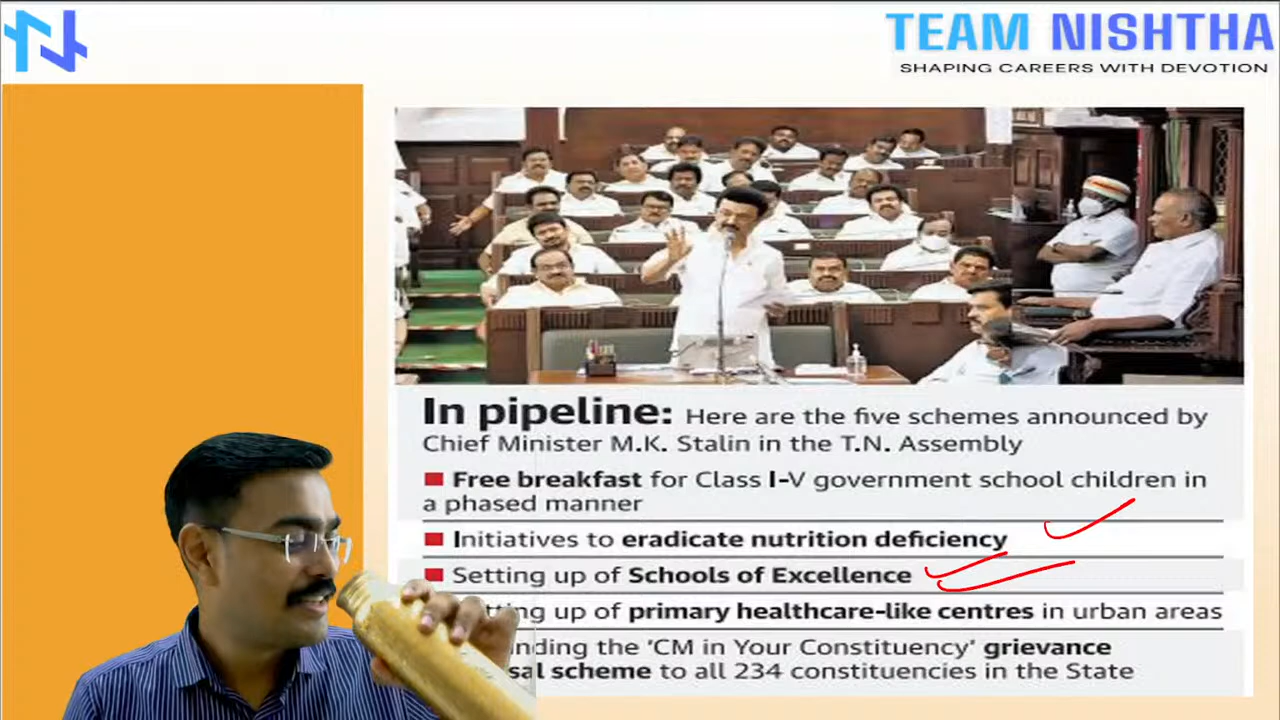 TEAM NISHTHA
SHAPING CAREERS WITH DEVOTION
In pipeline: Here are the five schemes announced by
Chief Minister M.K. Stalin in the T.N. Assembly
Free breakfast for Class I-V government school children in
a phased manner
Initiatives to eradicate nutrition deficiency
Setting up of Schools of Excellence
up of primary healthcare-like centres in urban areas
the 'CM in Your Constituency' grievance
scheme to all 234 constituencies in the State